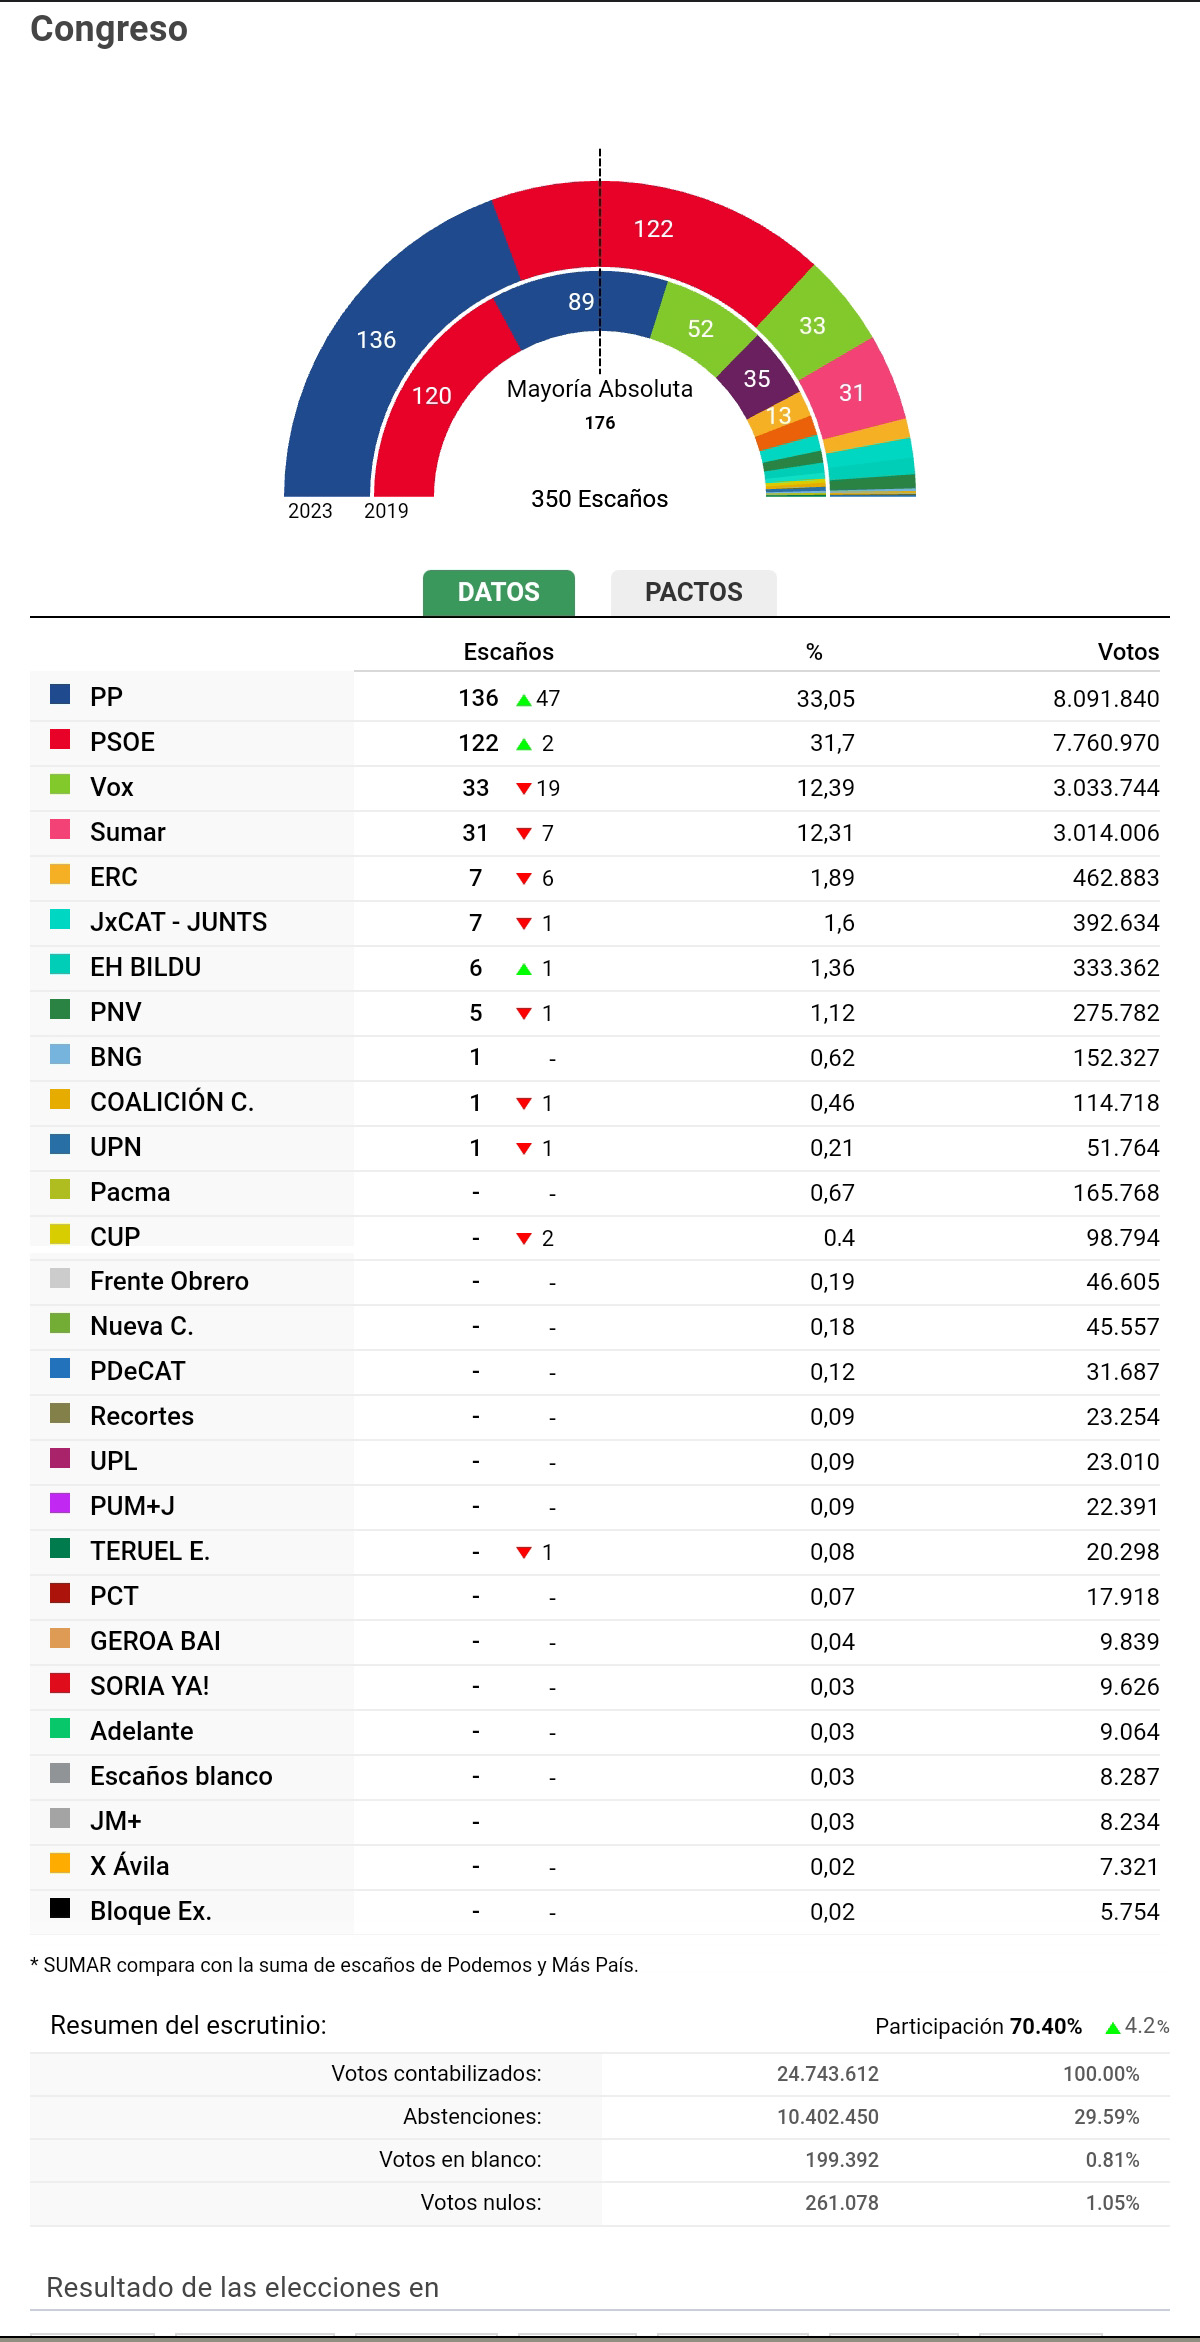 Congreso
122
89
52
33
136
35
31
120
13
Mayoría Absoluta
176
350 Escaños
2023 2019
DATOS PACTOS
Escaños % Votos
PP 136 ▲ 47 33,05 8.091.840
PSOE 122 ▲ 2 31,7 7.760.970
Vox 33 ▼ 19 12,39 3.033.744
Sumar 31 ▼ 7 12,31 3.014.006
ERC 7 ▼ 6 1,89 462.883
JxCAT - JUNTS 7 ▼ 1 1,6 392.634
EH BILDU 6 ▲ 1 1,36 333.362
PNV 5 ▼ 1 1,12 275.782
BNG 1 - 0,62 152.327
COALICIÓN C. 1 ▼ 1 0,46 114.718
UPN 1 ▼ 1 0,21 51.764
Pacma - - 0,67 165.768
CUP - ▼ 2 0.4 98.794
Frente Obrero - - 0,19 46.605
Nueva C. - - 0,18 45.557
PDeCAT - - 0,12 31.687
Recortes - - 0,09 23.254
UPL - - 0,09 23.010
PUM+J - - 0,09 22.391
TERUEL E. - ▼ 1 0,08 20.298
PCT - - 0,07 17.918
GEROA BAI - - 0,04 9.839
SORIA YA! - - 0,03 9.626
Adelante - - 0,03 9.064
Escaños blanco - - 0,03 8.287
JM+ - 0,03 8.234
X Ávila - - 0,02 7.321
Bloque Ex. - - 0,02 5.754
* SUMAR compara con la suma de escaños de Podemos y Más País.
Resumen del escrutinio: Participación 70.40% ▲ 4.2%
Votos contabilizados: 24.743.612 100.00%
Abstenciones: 10.402.450 29.59%
Votos en blanco: 199.392 0.81%
Votos nulos: 261.078 1.05%
Resultado de las elecciones en